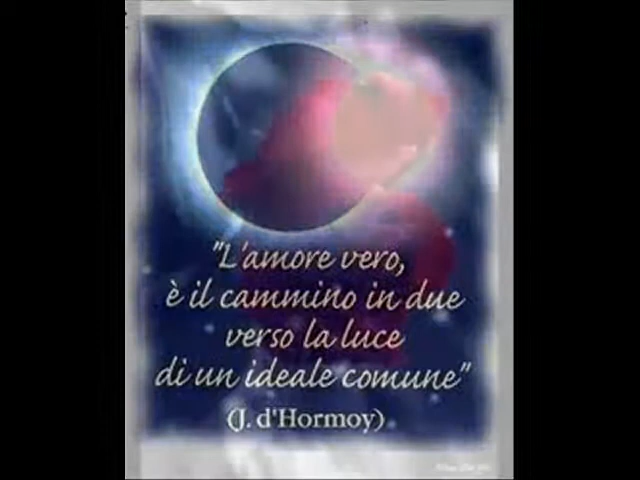 "L'amore vero,
è il cammino in due
verso la luce
di un ideale comune"
(J. d'Hormoy)